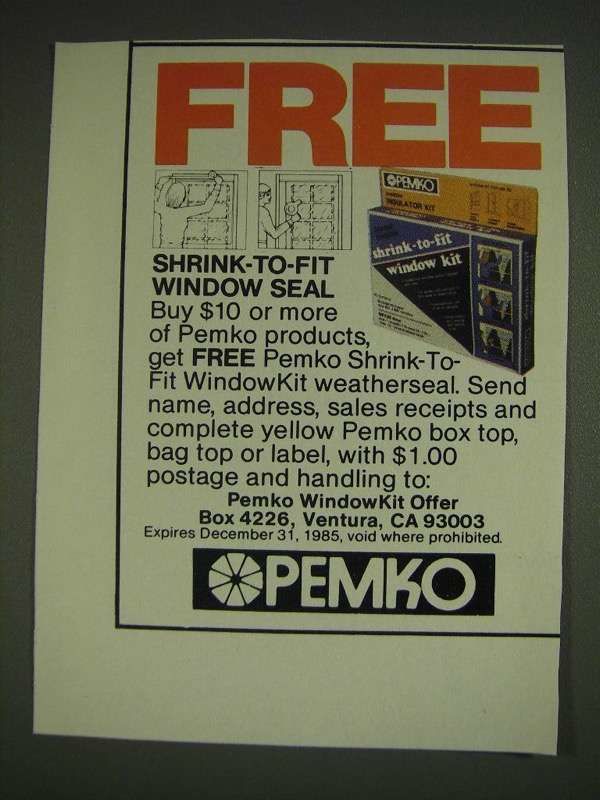 FREE
PEMKO
INSULATOR KIT
shrink-to-fit
window kit
SHRINK-TO-FIT
WINDOW SEAL
Buy $10 or more
of Pemko products,
get FREE Pemko Shrink-To-
Fit WindowKit weatherseal. Send
name, address, sales receipts and
complete yellow Pemko box top,
bag top or label, with $1.00
postage and handling to:
Pemko WindowKit Offer
Box 4226, Ventura, CA 93003
Expires December 31, 1985, void where prohibited.
PEMKO